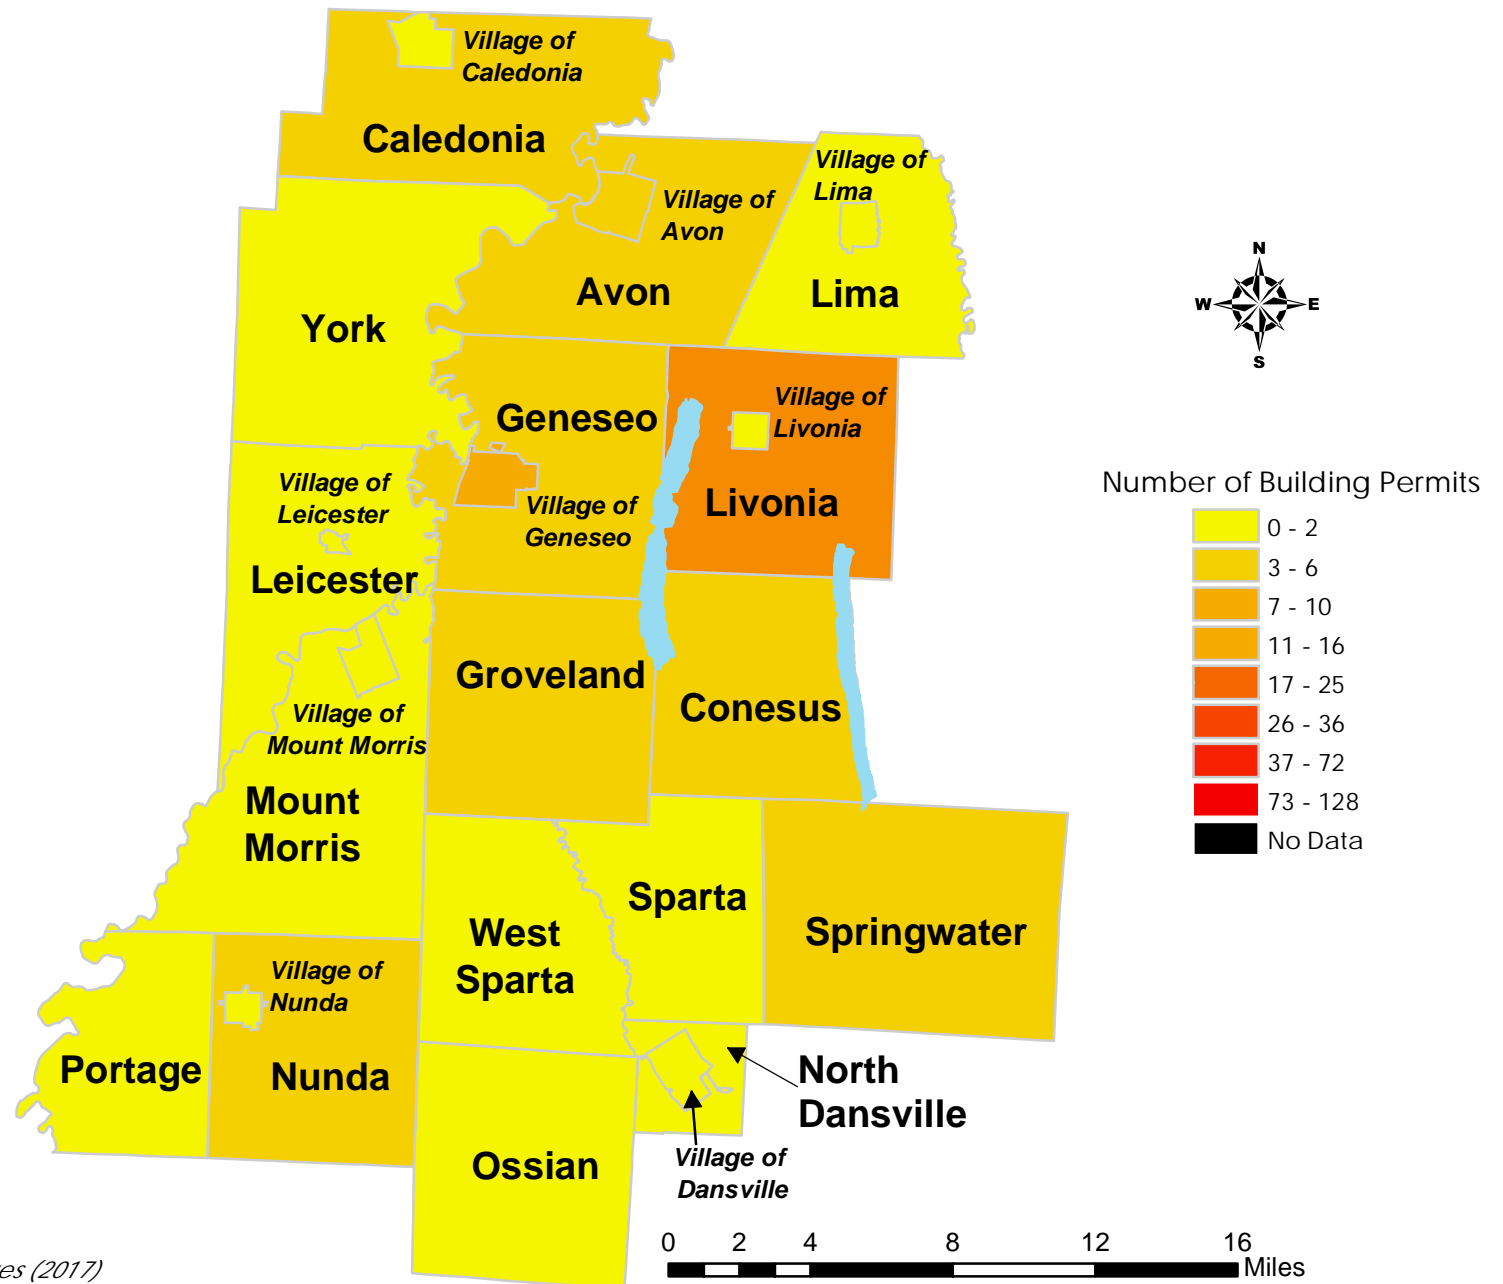 Village of
Caledonia
Caledonia
Village of
Lima
Village of
Avon
Avon
Lima
York
N
W
E
S
Village of
Livonia
Geneseo
Village of
Leicester
Village of
Geneseo
Livonia
Leicester
Number of Building Permits
0 - 2
3 - 6
7 - 10
11 - 16
17 - 25
26 - 36
37 - 72
73 - 128
No Data
Groveland
Conesus
Village of
Mount Morris
Mount
Morris
Sparta
Springwater
West
Sparta
Village of
Nunda
Portage
Nunda
North
Dansville
Ossian
Village of
Dansville
0 2 4 8 12 16
Miles
(2017)